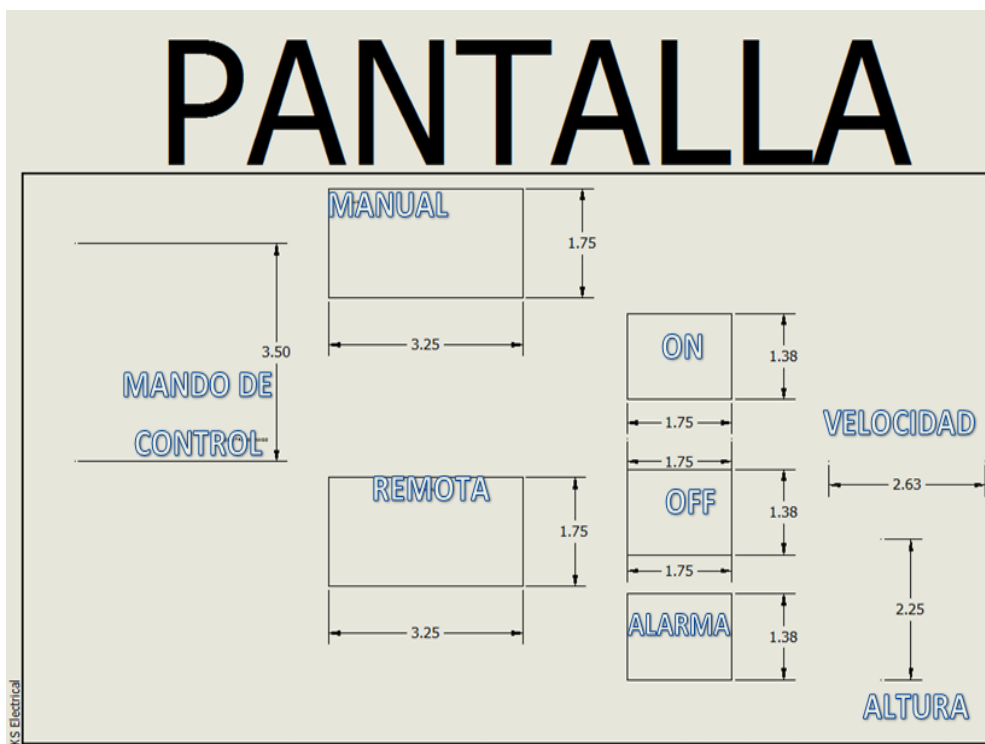 PANTALLA
MANUAL
1.75
3.25
3.50
MANDO DE
CONTROL
REMOTA
1.75
3.25
ON
1.38
1.75
1.75
OFF
1.38
1.75
ALARMA
1.38
VELOCIDAD
2.63
2.25
ALTURA
XS Electrical